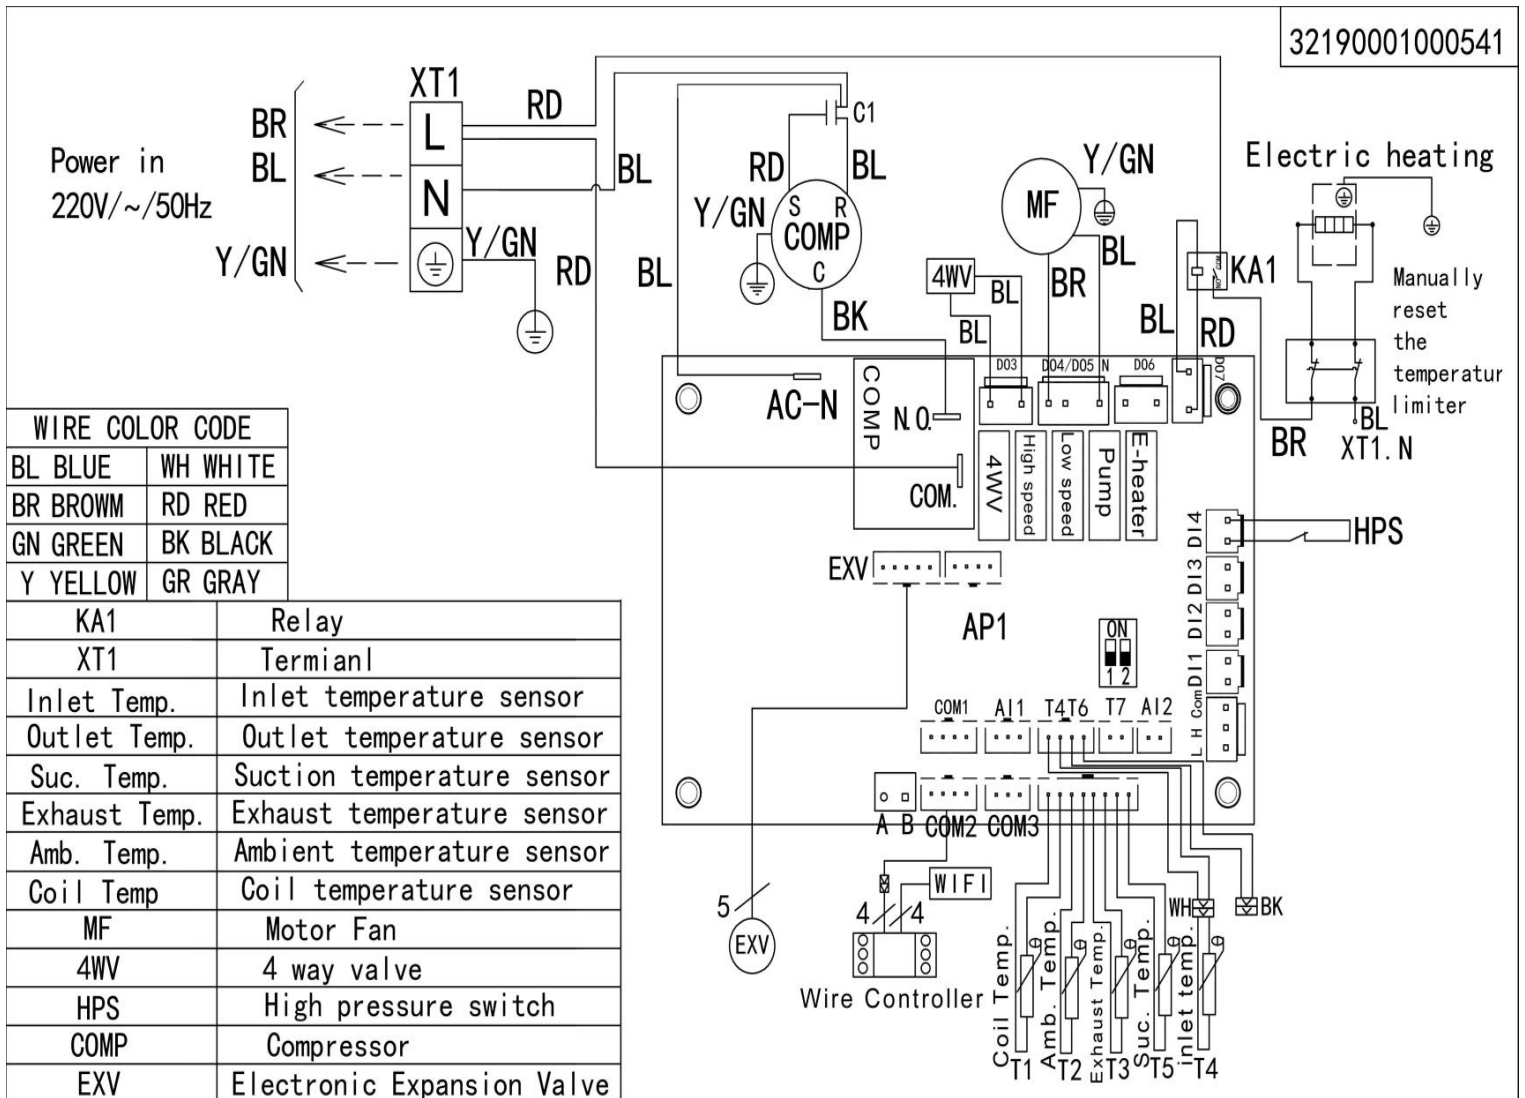 32190001000541
XT1
L
N
RD
BR
BL
Y/GN
Power in
220V/~/50Hz
Y/GN
RD
BL
BL
C1
RD
BL
Y/GN
S R
COMP
C
BK
MF
Y/GN
BL
BR
4WV
BL
BL
KA1
BL
RD
Electric heating
Manually
reset
the
temperatur
limiter
BR
BL
XT1.N
AC-N
COMP
N.O.
COM.
D03
D04/D05 N
D06
D07
4WV
High speed
Low speed
Pump
E-heater
HPS
DI4
DI3
DI2
DI1
L H Com
EXV
AP1
ON
1 2
COM1
AI1
T4T6
T7
AI2
A B
COM2
COM3
WIFI
5
EXV
4
4
Wire Controller
WH
BK
Coil Temp.
Amb. Temp.
Exhaust Temp.
Suc. Temp.
inlet temp.
T1
T2
T3
T5
T4
WIRE COLOR CODE
BL BLUE WH WHITE
BR BROWM RD RED
GN GREEN BK BLACK
Y YELLOW GR GRAY
KA1 Relay
XT1 Termianl
Inlet Temp. Inlet temperature sensor
Outlet Temp. Outlet temperature sensor
Suc. Temp. Suction temperature sensor
Exhaust Temp. Exhaust temperature sensor
Amb. Temp. Ambient temperature sensor
Coil Temp Coil temperature sensor
MF Motor Fan
4WV 4 way valve
HPS High pressure switch
COMP Compressor
EXV Electronic Expansion Valve